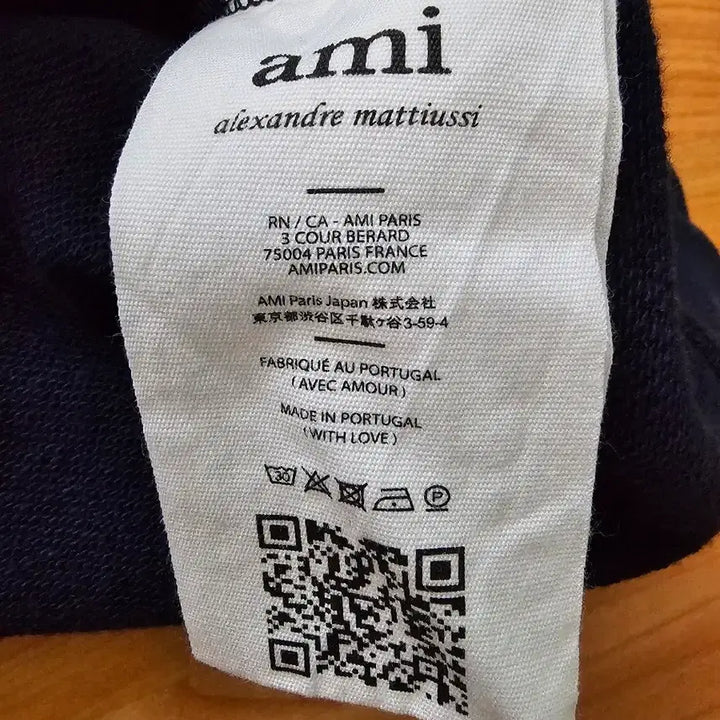 ami
alexandre mattiussi
RN / CA - AMI PARIS
3 COUR BERARD
75004 PARIS FRANCE
AMIPARIS.COM
AMI Paris Japan 株式会社
東京都渋谷区千駄ヶ谷3-59-4
FABRIQUÉ AU PORTUGAL
(AVEC AMOUR)
MADE IN PORTUGAL
(WITH LOVE)
30 P